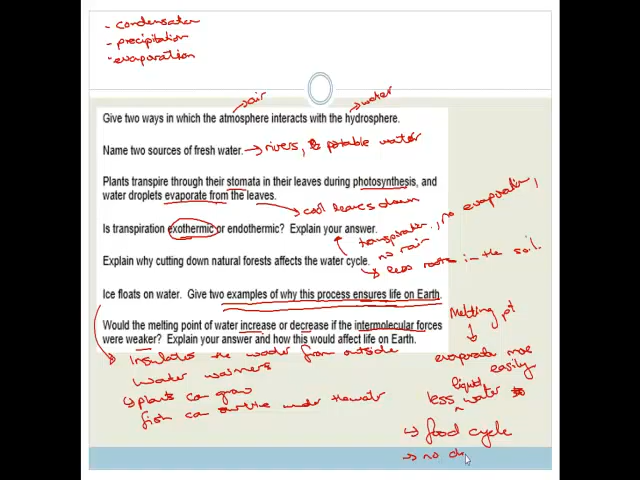 - condensation
- precipitation
- evaporation
air
water
Give two ways in which the atmosphere interacts with the hydrosphere.
Name two sources of fresh water.
rivers, potable water
Plants transpire through their stomata in their leaves during photosynthesis, and
water droplets evaporate from the leaves.
cool leaves down
Is transpiration exothermic or endothermic? Explain your answer.
transpiration, no evaporation,
no rain
Explain why cutting down natural forests affects the water cycle.
less roots in the soil.
Ice floats on water. Give two examples of why this process ensures life on Earth.
Would the melting point of water increase or decrease if the intermolecular forces
were weaker? Explain your answer and how this would affect life on Earth.
Melting pt
evaporate more
easily
liquid
less water
food cycle
no
Insulates the water from outside
water warmers
plants can grow
fish can under the water